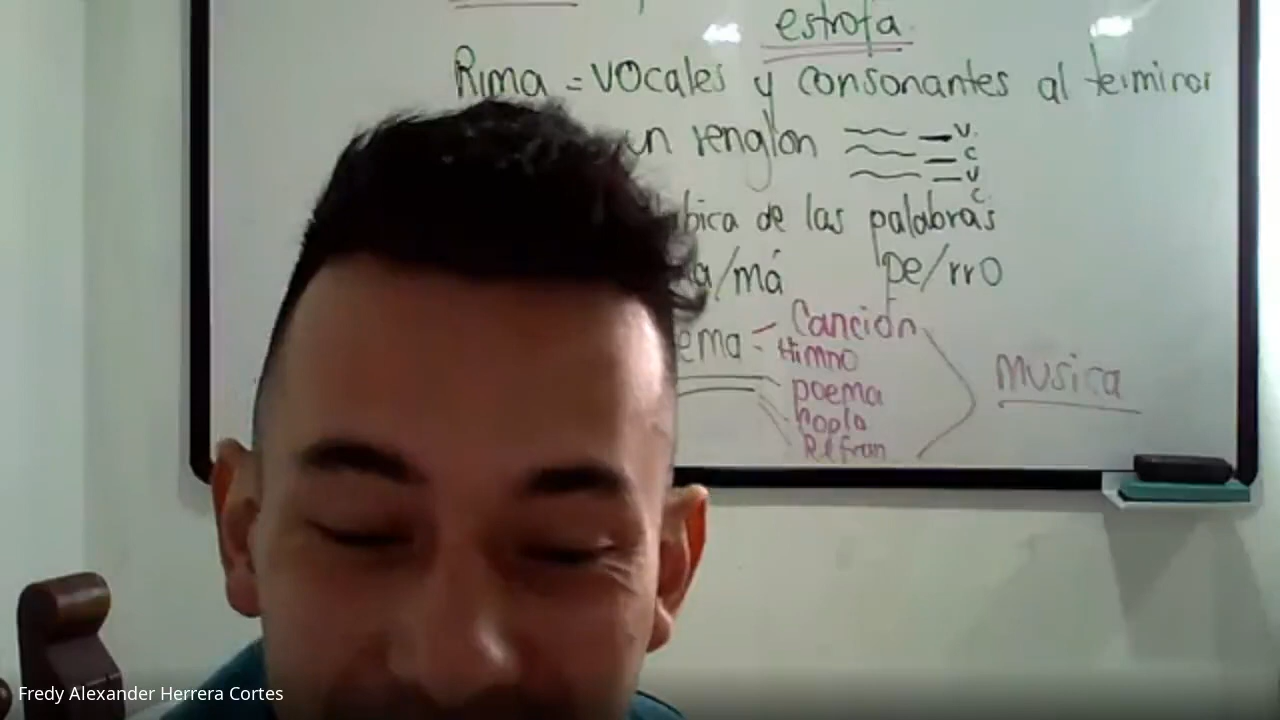 estrofa
Rima = vocales y consonantes al terminar
un renglon V.
C
V
C.
bica de las palabras
a/má pe/rro
ema Canción
Himno
poema musica
Copla
Refran
Fredy Alexander Herrera Cortes